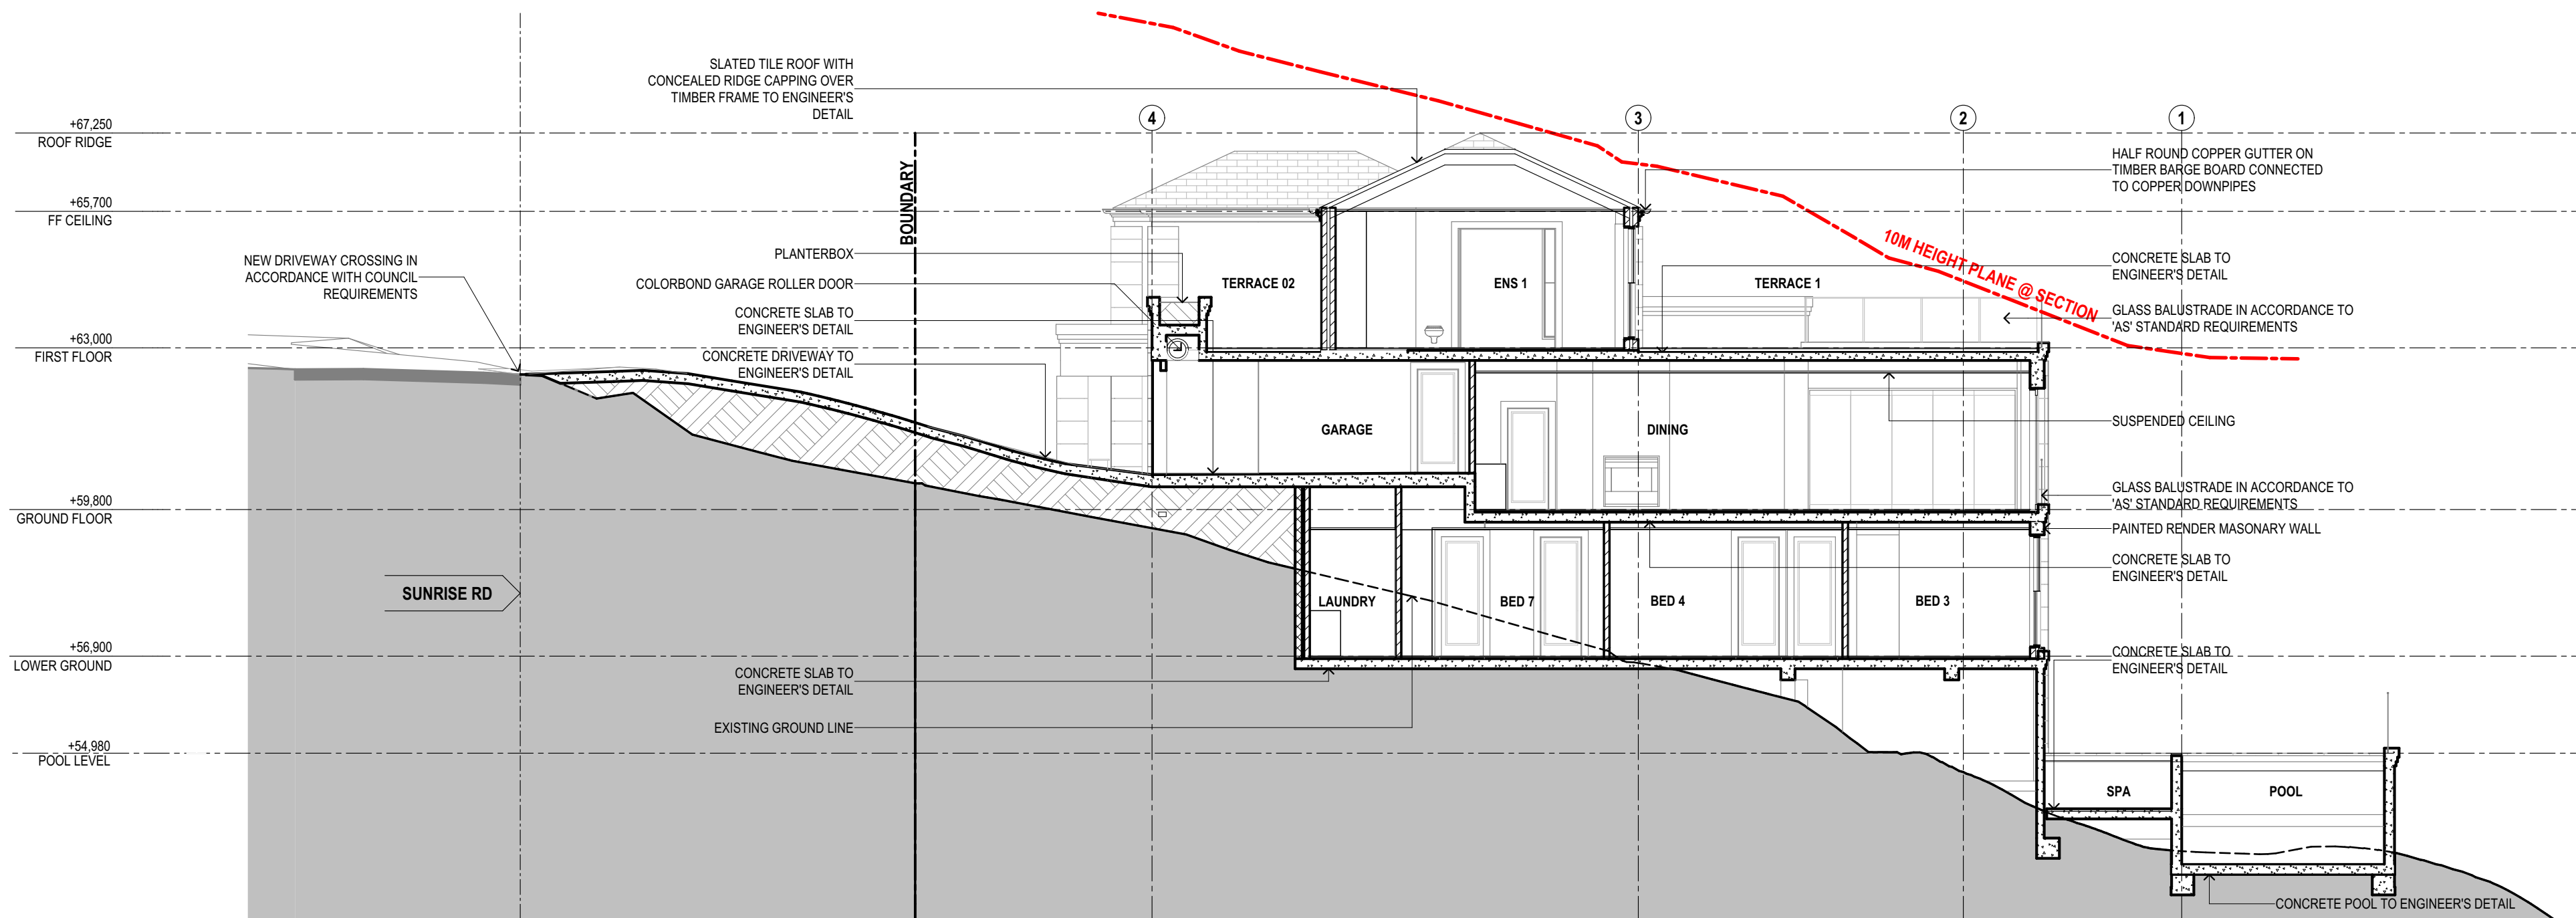 SLATED TILE ROOF WITH
CONCEALED RIDGE CAPPING OVER
TIMBER FRAME TO ENGINEER'S
DETAIL
+67,250
ROOF RIDGE
4
3
2
1
HALF ROUND COPPER GUTTER ON
TIMBER BARGE BOARD CONNECTED
TO COPPER DOWNPIPES
BOUNDARY
+65,700
FF CEILING
10M HEIGHT PLANE @ SECTION
NEW DRIVEWAY CROSSING IN
ACCORDANCE WITH COUNCIL
REQUIREMENTS
PLANTERBOX
COLORBOND GARAGE ROLLER DOOR
CONCRETE SLAB TO
ENGINEER'S DETAIL
TERRACE 02
ENS 1
TERRACE 1
CONCRETE SLAB TO
ENGINEER'S DETAIL
GLASS BALUSTRADE IN ACCORDANCE TO
'AS' STANDARD REQUIREMENTS
+63,000
FIRST FLOOR
CONCRETE DRIVEWAY TO
ENGINEER'S DETAIL
GARAGE
DINING
SUSPENDED CEILING
+59,800
GROUND FLOOR
GLASS BALUSTRADE IN ACCORDANCE TO
'AS' STANDARD REQUIREMENTS
PAINTED RENDER MASONARY WALL
CONCRETE SLAB TO
ENGINEER'S DETAIL
SUNRISE RD
LAUNDRY
BED 7
BED 4
BED 3
+56,900
LOWER GROUND
CONCRETE SLAB TO
ENGINEER'S DETAIL
CONCRETE SLAB TO
ENGINEER'S DETAIL
EXISTING GROUND LINE
+54,980
POOL LEVEL
SPA
POOL
CONCRETE POOL TO ENGINEER'S DETAIL